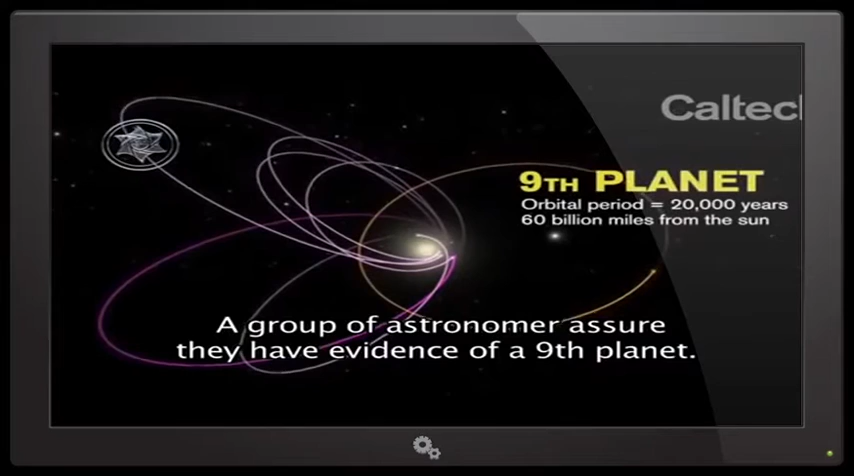 Caltech
9TH PLANET
Orbital period = 20,000 years
60 billion miles from the sun
A group of astronomer assure
they have evidence of a 9th planet.